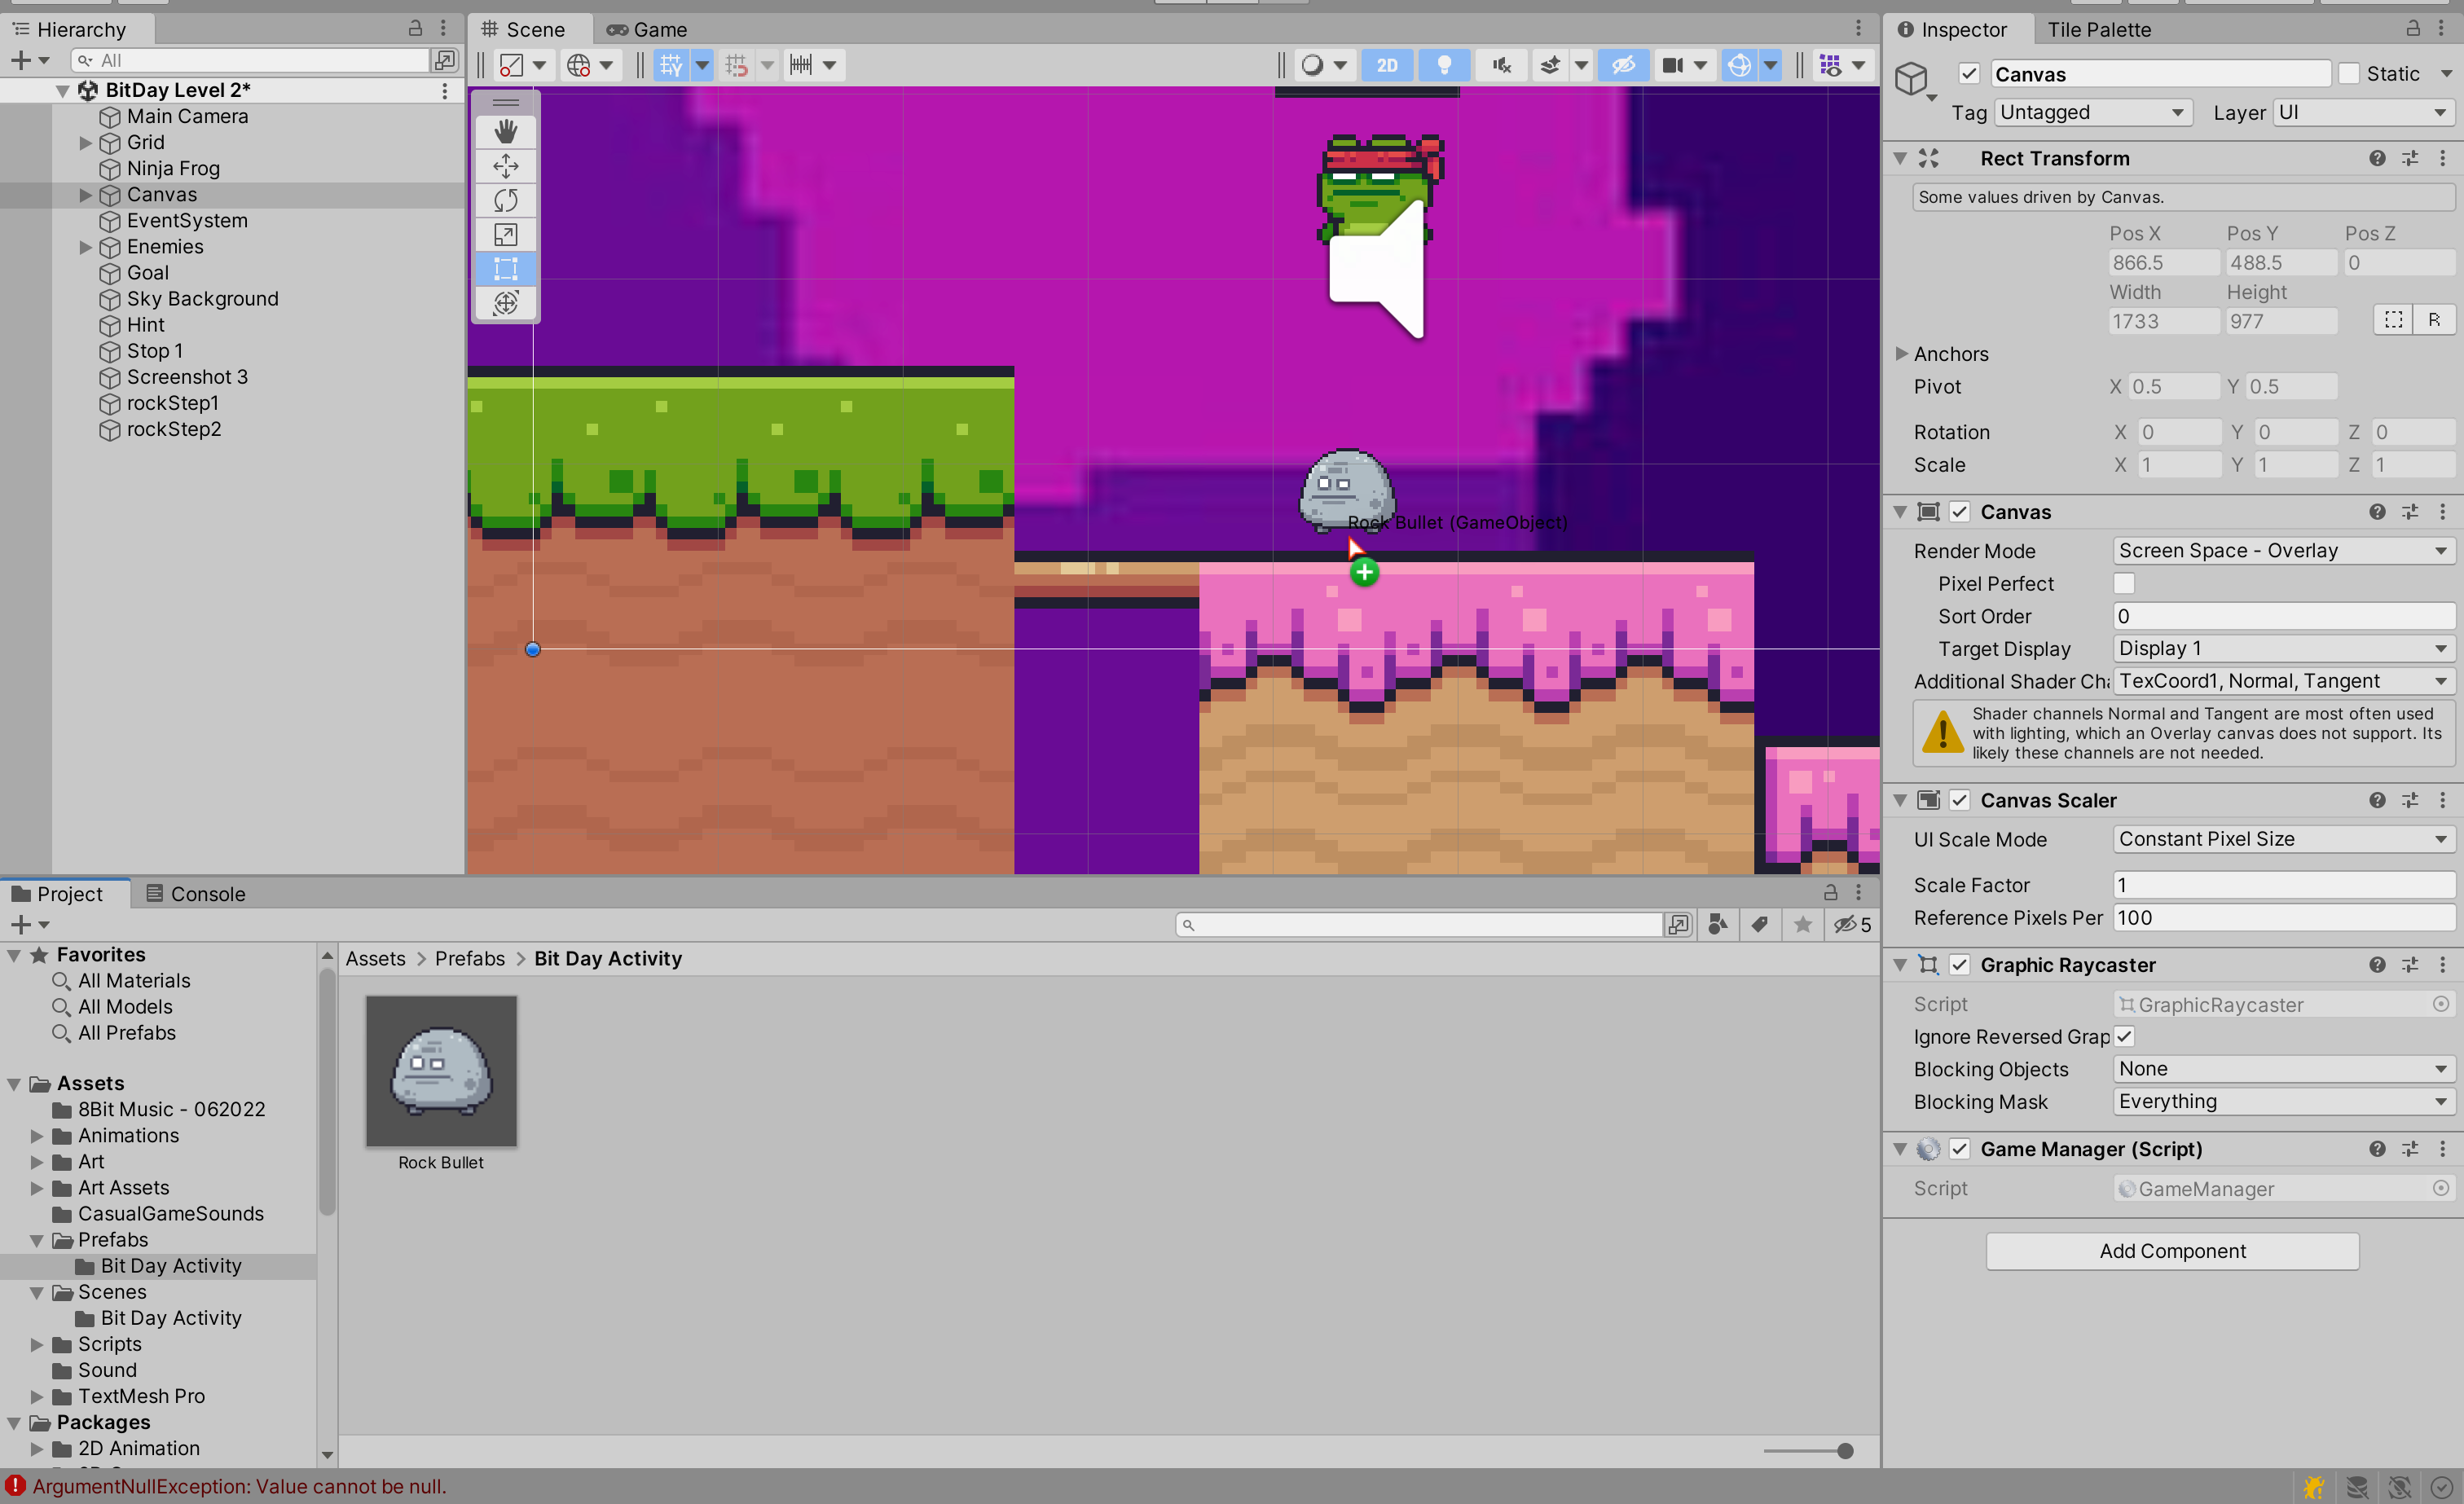 Hierarchy
All
BitDay Level 2*
Main Camera
Grid
Ninja Frog
Canvas
EventSystem
Enemies
Goal
Sky Background
Hint
Stop 1
Screenshot 3
rockStep1
rockStep2
Scene
Game
2D
Rock Bullet (GameObject)
Inspector
Tile Palette
Canvas
Static
Tag
Untagged
Layer
UI
Rect Transform
Some values driven by Canvas.
Pos X
Pos Y
Pos Z
866.5
488.5
0
Width
Height
1733
977
R
Anchors
Pivot
X 0.5
Y 0.5
Rotation
X 0
Y 0
Z 0
Scale
X 1
Y 1
Z 1
Canvas
Render Mode
Screen Space - Overlay
Pixel Perfect
Sort Order
0
Target Display
Display 1
Additional Shader Cha
TexCoord1, Normal, Tangent
Shader channels Normal and Tangent are most often used
with lighting, which an Overlay canvas does not support. Its
likely these channels are not needed.
Canvas Scaler
UI Scale Mode
Constant Pixel Size
Scale Factor
1
Reference Pixels Per
100
Graphic Raycaster
Script
GraphicRaycaster
Ignore Reversed Grap
Blocking Objects
None
Blocking Mask
Everything
Game Manager (Script)
Script
GameManager
Add Component
Project
Console
5
Favorites
All Materials
All Models
All Prefabs
Assets
8Bit Music - 062022
Animations
Art
Art Assets
CasualGameSounds
Prefabs
Bit Day Activity
Scenes
Bit Day Activity
Scripts
Sound
TextMesh Pro
Packages
2D Animation
Assets > Prefabs > Bit Day Activity
Rock Bullet
ArgumentNullException: Value cannot be null.